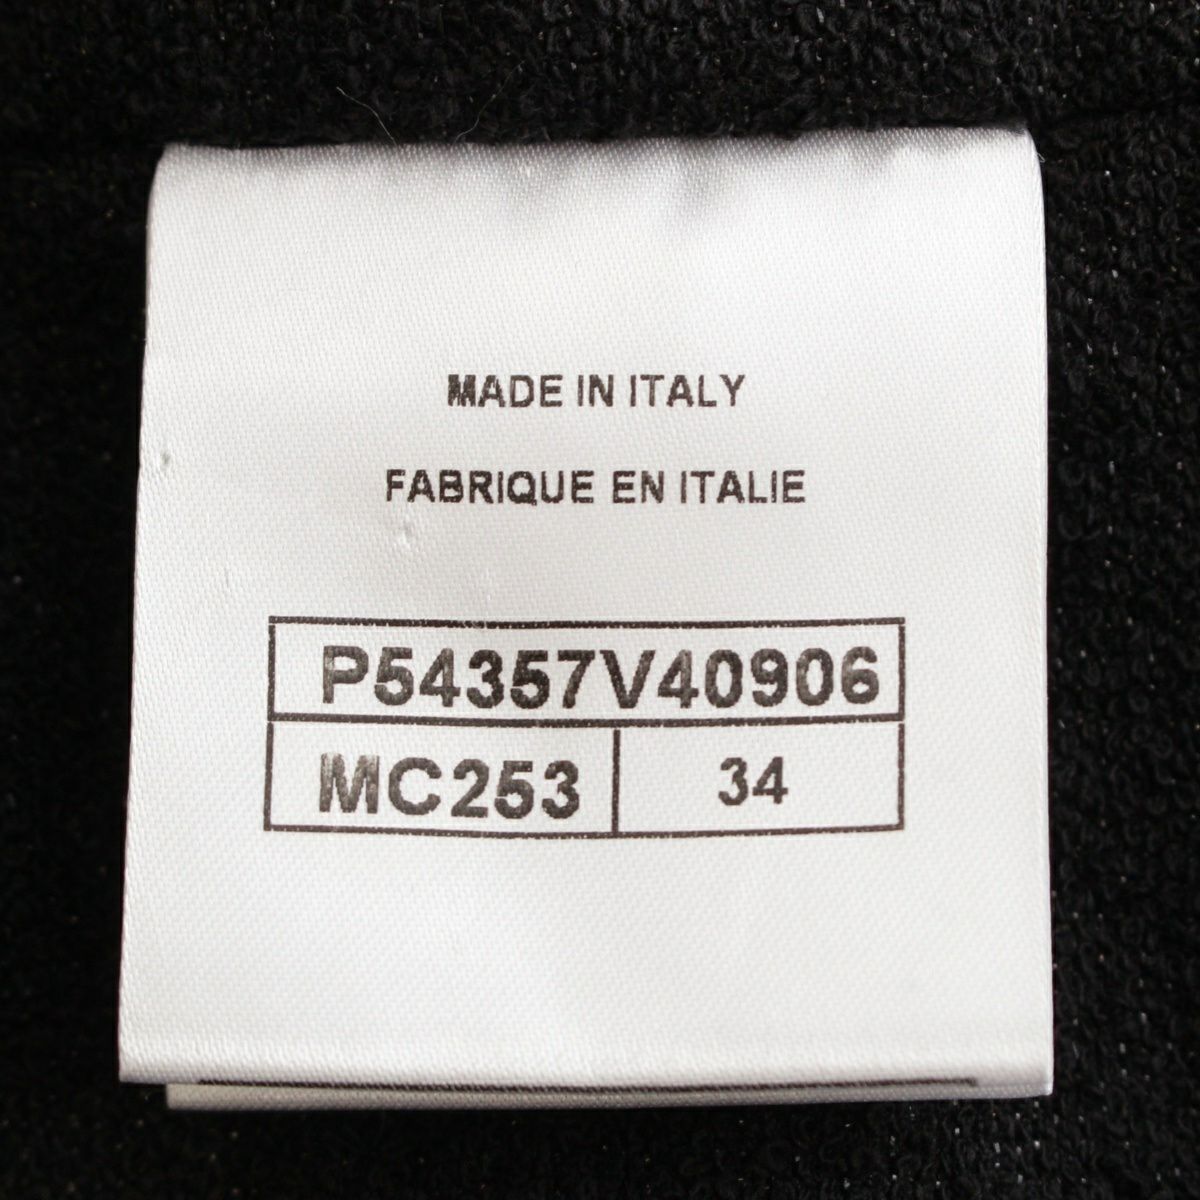 MADE IN ITALY
FABRIQUE EN ITALIE
P54357V40906
MC253 34